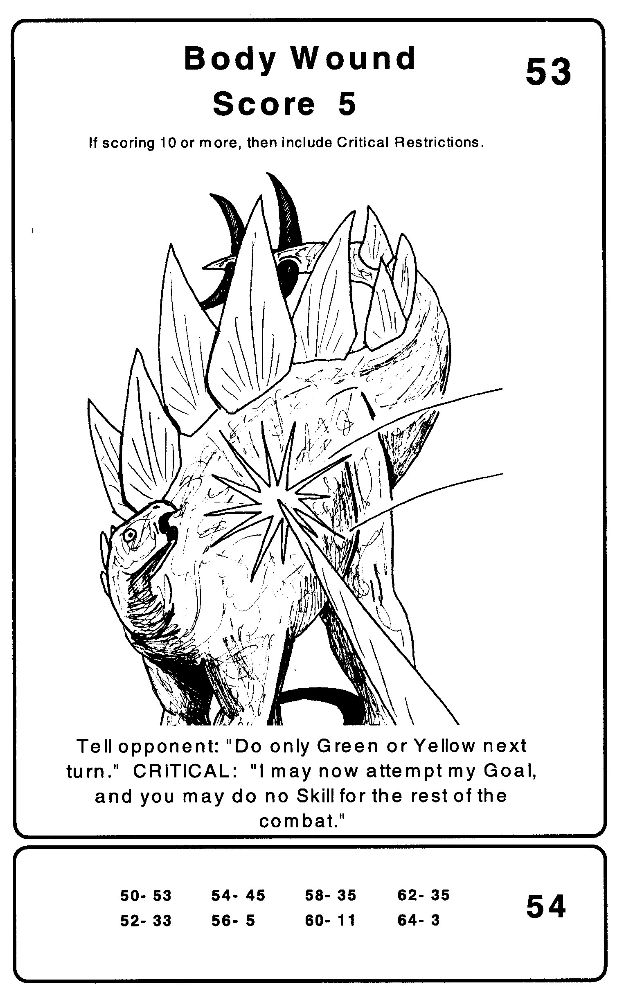 Body Wound
53
Score 5
If scoring 10 or more, then include Critical Restrictions.
Tell opponent: "Do only Green or Yellow next
turn." CRITICAL: "I may now attempt my Goal,
and you may do no Skill for the rest of the
combat."
50- 53 54- 45 58- 35 62- 35
54
52- 33 56- 5 60- 11 64- 3